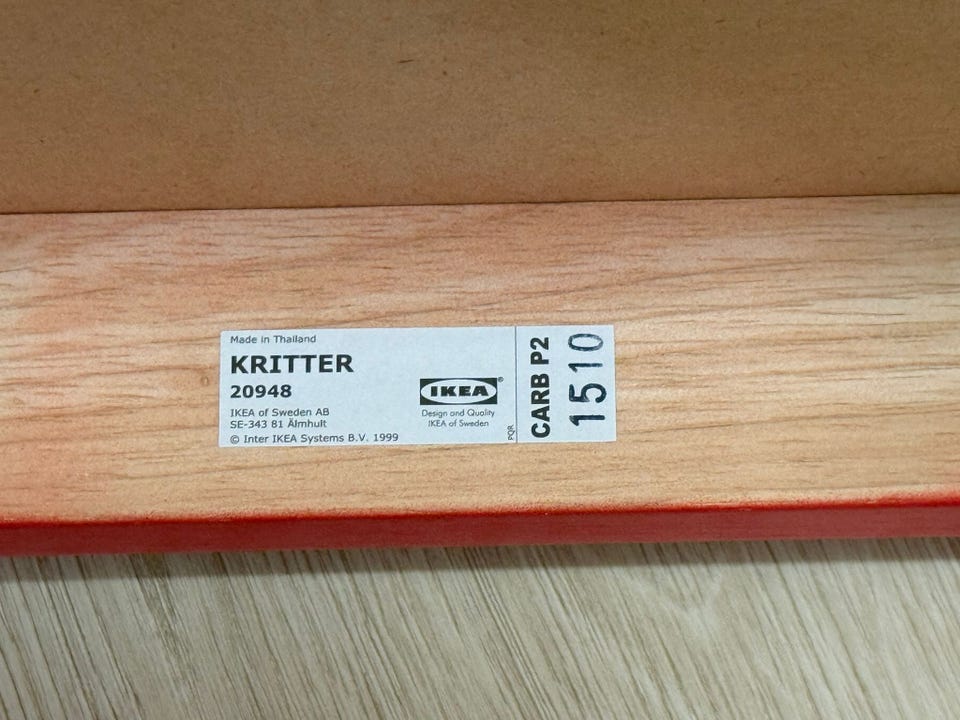 Made in Thailand
KRITTER
20948
IKEA of Sweden AB
SE-343 81 Älmhult
© Inter IKEA Systems B.V. 1999
IKEA®
Design and Quality
IKEA of Sweden
PQR
CARB P2
1510